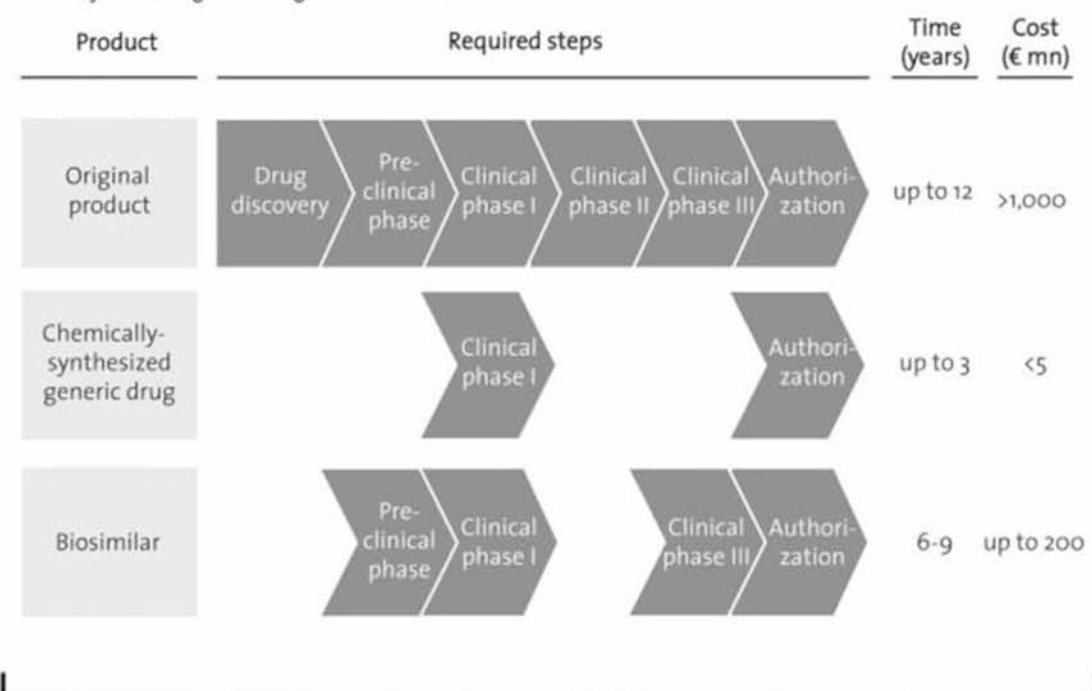 Product
Required steps
Time
(years)
Cost
(€ mn)
Original
product
Drug
discovery
Pre-
clinical
phase
Clinical
phase I
Clinical
phase II
Clinical
phase III
Authori-
zation
up to 12
>1,000
Chemically-
synthesized
generic drug
Clinical
phase I
Authori-
zation
up to 3
<5
Biosimilar
Pre-
clinical
phase
Clinical
phase I
Clinical
phase III
Authori-
zation
6-9
up to 200